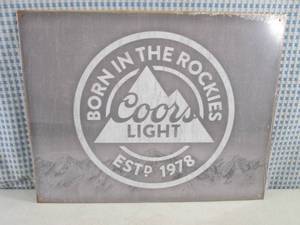 BORN IN THE ROCKIES
Coors
LIGHT
ESTD 1978